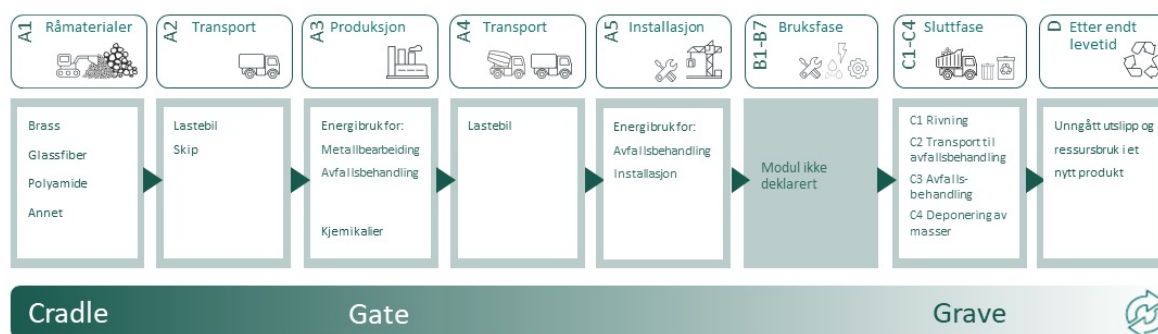 A1 Råmaterialer
A2 Transport
A3 Produksjon
A4 Transport
A5 Installasjon
B1-B7 Bruksfase
C1-C4 Sluttfase
D Etter endt
levetid
Brass
Glassfiber
Polyamide
Annet
Lastebil
Skip
Energibruk for:
Metallbearbeiding
Avfallsbehandling
Kjemikalier
Lastebil
Energibruk for:
Avfallsbehandling
Installasjon
Modul ikke
deklarert
C1 Rivning
C2 Transport til
avfallsbehandling
C3 Avfalls-
behandling
C4 Deponering av
masser
Unngått utslipp og
ressursbruk i et
nytt produkt
Cradle
Gate
Grave